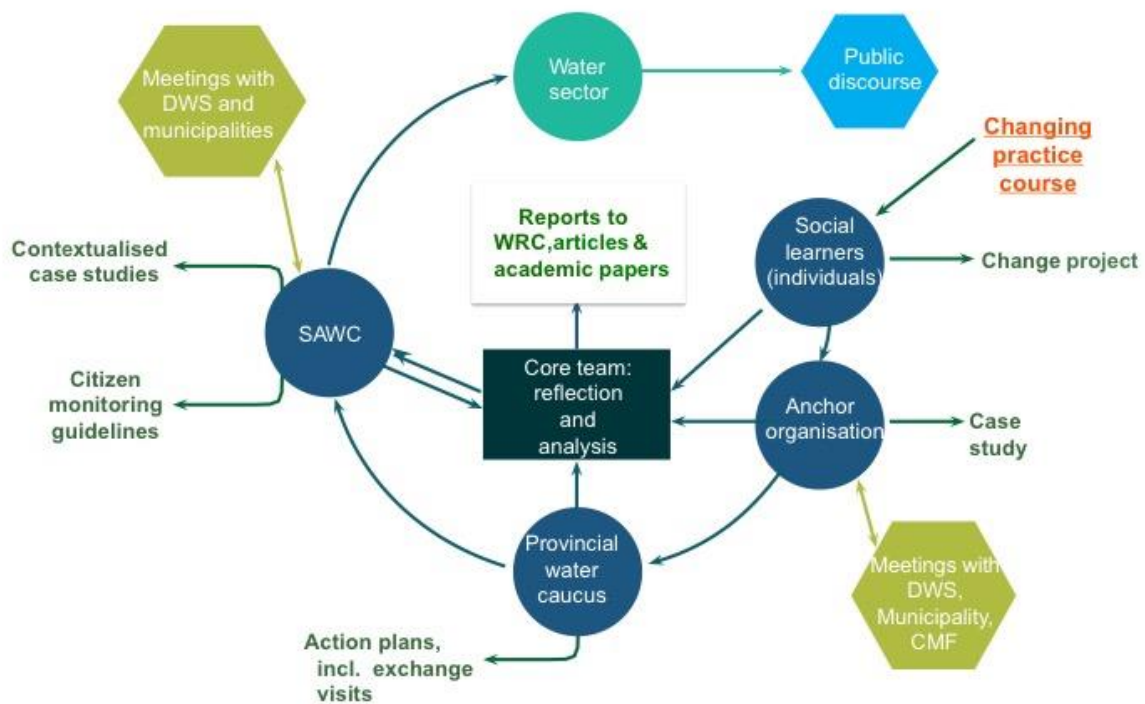 Meetings with
DWS and
municipalities
Water
sector
Public
discourse
Changing
practice
course
Reports to
WRC,articles &
academic papers
Social
learners
(individuals)
Change project
Contextualised
case studies
SAWC
Citizen
monitoring
guidelines
Core team:
reflection
and
analysis
Anchor
organisation
Case
study
Provincial
water
caucus
Meetings with
DWS,
Municipality,
CMF
Action plans,
incl. exchange
visits